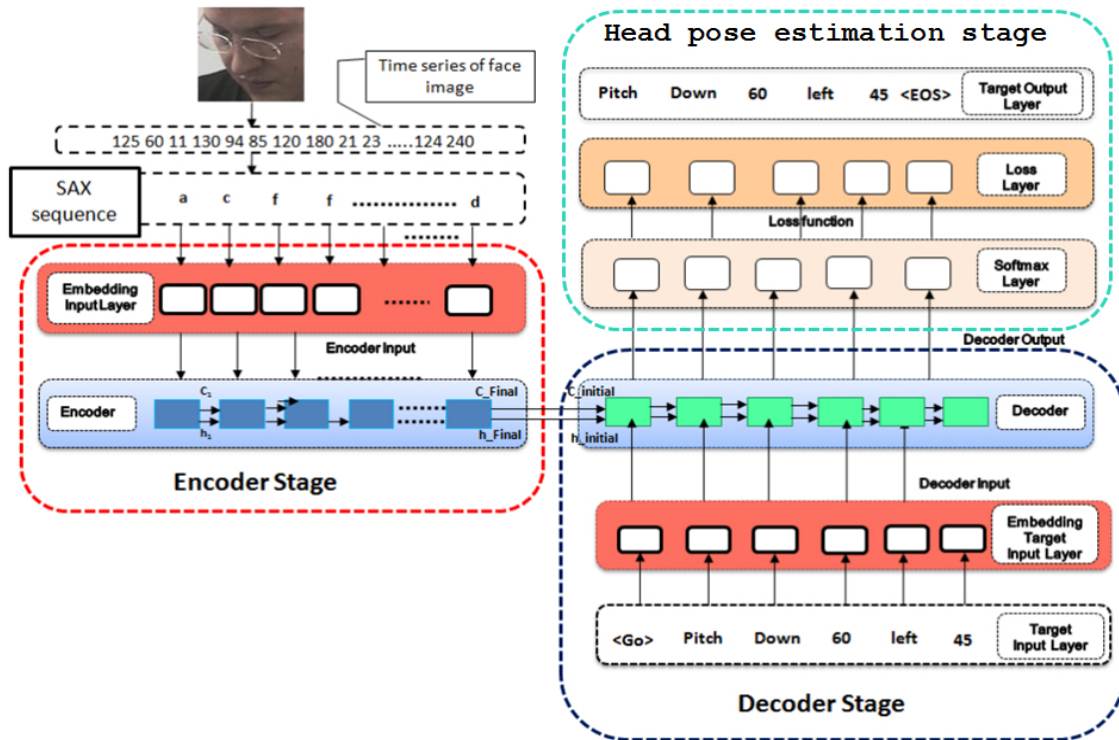 Head pose estimation stage
Time series of face
image
Pitch Down 60 left 45 <EOS>
Target Output
Layer
125 60 11 130 94 85 120 180 21 23 .....124 240
SAX
sequence
a c f f ................ d
Loss
Layer
Loss function
Softmax
Layer
Embedding
Input Layer
Encoder Input
Decoder Output
Encoder
C₁
h₁
C_Final
h_Final
C_initial
h_initial
Decoder
Encoder Stage
Decoder Input
Embedding
Target
Input Layer
<Go> Pitch Down 60 left 45
Target
Input Layer
Decoder Stage